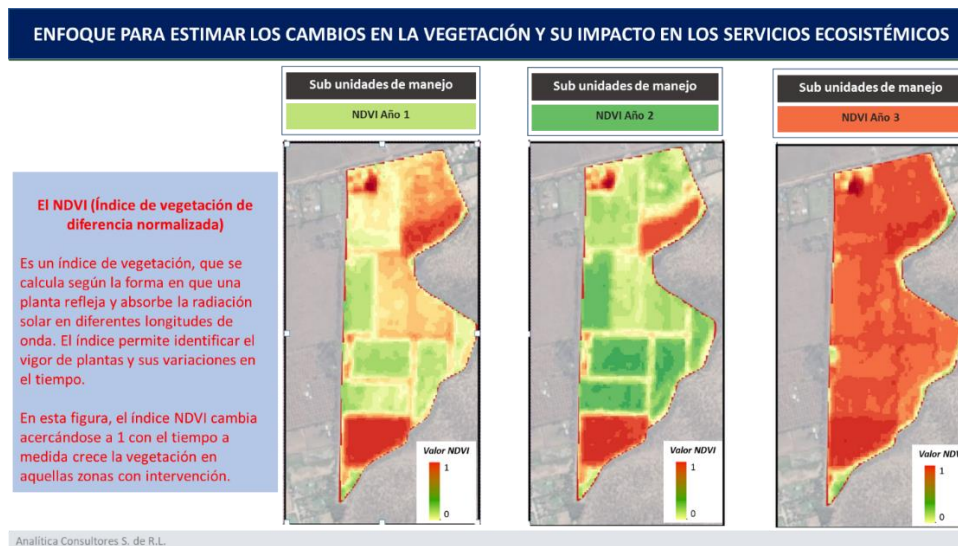 ENFOQUE PARA ESTIMAR LOS CAMBIOS EN LA VEGETACIÓN Y SU IMPACTO EN LOS SERVICIOS ECOSISTÉMICOS
Sub unidades de manejo
NDVI Año 1
Sub unidades de manejo
NDVI Año 2
Sub unidades de manejo
NDVI Año 3
El NDVI (Índice de vegetación de
diferencia normalizada)
Es un índice de vegetación, que se
calcula según la forma en que una
planta refleja y absorbe la radiación
solar en diferentes longitudes de
onda. El índice permite identificar el
vigor de plantas y sus variaciones en
el tiempo.
En esta figura, el índice NDVI cambia
acercándose a 1 con el tiempo a
medida crece la vegetación en
aquellas zonas con intervención.
Valor NDVI
1
0
Valor NDVI
1
0
Valor NDV
1
0
Analítica Consultores S. de R.L.